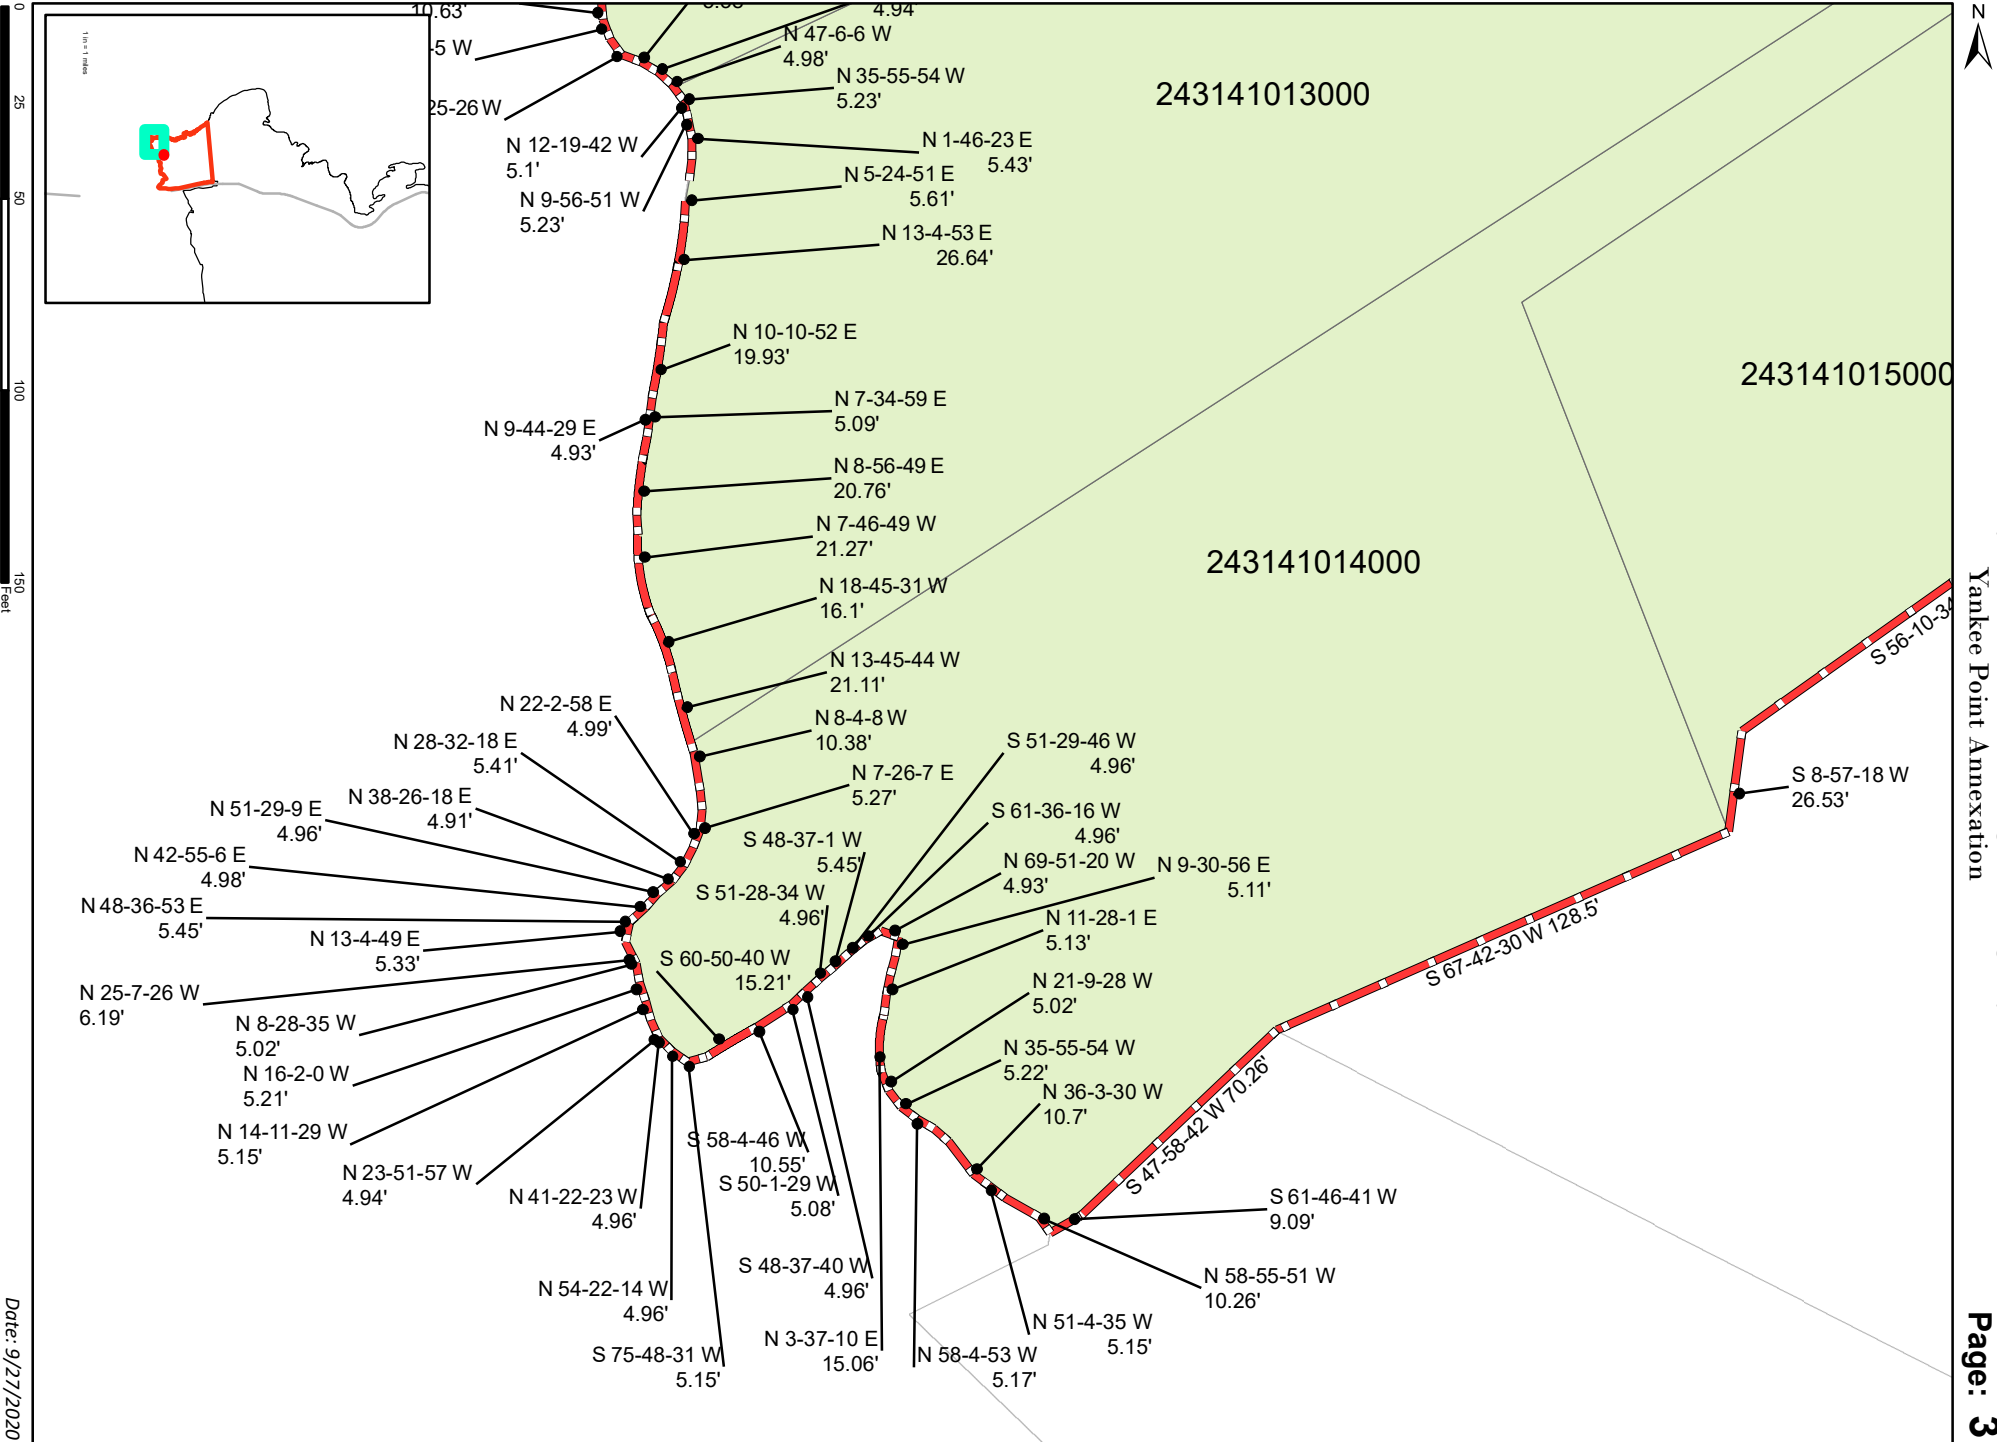 10.63'
4.94'
-5 W
N 47-6-6 W
4.98'
25-26 W
N 35-55-54 W
5.23'
243141013000
N 12-19-42 W
5.1'
N 1-46-23 E
5.43'
N 9-56-51 W
5.23'
N 5-24-51 E
5.61'
N 13-4-53 E
26.64'
N 10-10-52 E
19.93'
243141015000
N 9-44-29 E
4.93'
N 7-34-59 E
5.09'
N 8-56-49 E
20.76'
N 7-46-49 W
21.27'
243141014000
N 18-45-31 W
16.1'
S 56-10-34
N 13-45-44 W
21.11'
N 22-2-58 E
4.99'
N 8-4-8 W
10.38'
N 28-32-18 E
5.41'
S 51-29-46 W
4.96'
N 7-26-7 E
5.27'
S 8-57-18 W
26.53'
N 38-26-18 E
4.91'
N 51-29-9 E
4.96'
S 61-36-16 W
4.96'
S 48-37-1 W
5.45'
N 42-55-6 E
4.98'
N 69-51-20 W
4.93'
N 9-30-56 E
5.11'
S 51-28-34 W
4.96'
N 48-36-53 E
5.45'
N 11-28-1 E
5.13'
N 13-4-49 E
5.33'
S 67-42-30 W 128.5'
S 60-50-40 W
15.21'
N 21-9-28 W
5.02'
N 25-7-26 W
6.19'
N 8-28-35 W
5.02'
N 35-55-54 W
5.22'
N 16-2-0 W
5.21'
N 36-3-30 W
10.7'
S 47-58-42 W 70.26'
N 14-11-29 W
5.15'
S 58-4-46 W
10.55'
N 23-51-57 W
4.94'
S 50-1-29 W
5.08'
N 41-22-23 W
4.96'
S 61-46-41 W
9.09'
S 48-37-40 W
4.96'
N 58-55-51 W
10.26'
N 54-22-14 W
4.96'
N 51-4-35 W
5.15'
N 3-37-10 E
15.06'
S 75-48-31 W
5.15'
N 58-4-53 W
5.17'
1 in = 1 miles
0
25
50
100
150
Feet
Date: 9/27/2020
N
Yankee Point Annexation
Page: 3